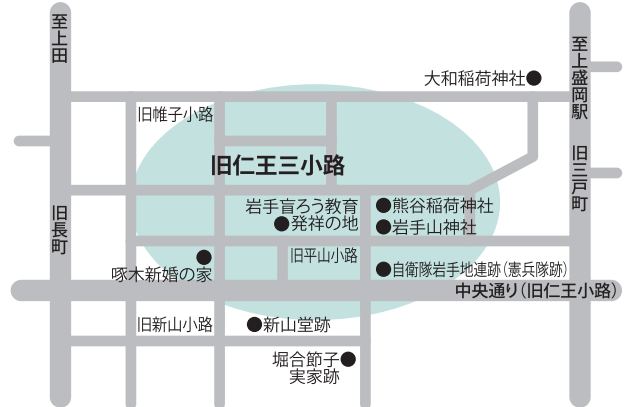 至上田
至上盛岡駅
大和稲荷神社
旧帷子小路
旧仁王三小路
旧三戸町
岩手盲ろう教育
発祥の地
熊谷稲荷神社
岩手山神社
旧長町
旧平山小路
啄木新婚の家
自衛隊岩手地連跡(憲兵隊跡)
中央通り(旧仁王小路)
旧新山小路
新山堂跡
堀合節子
実家跡